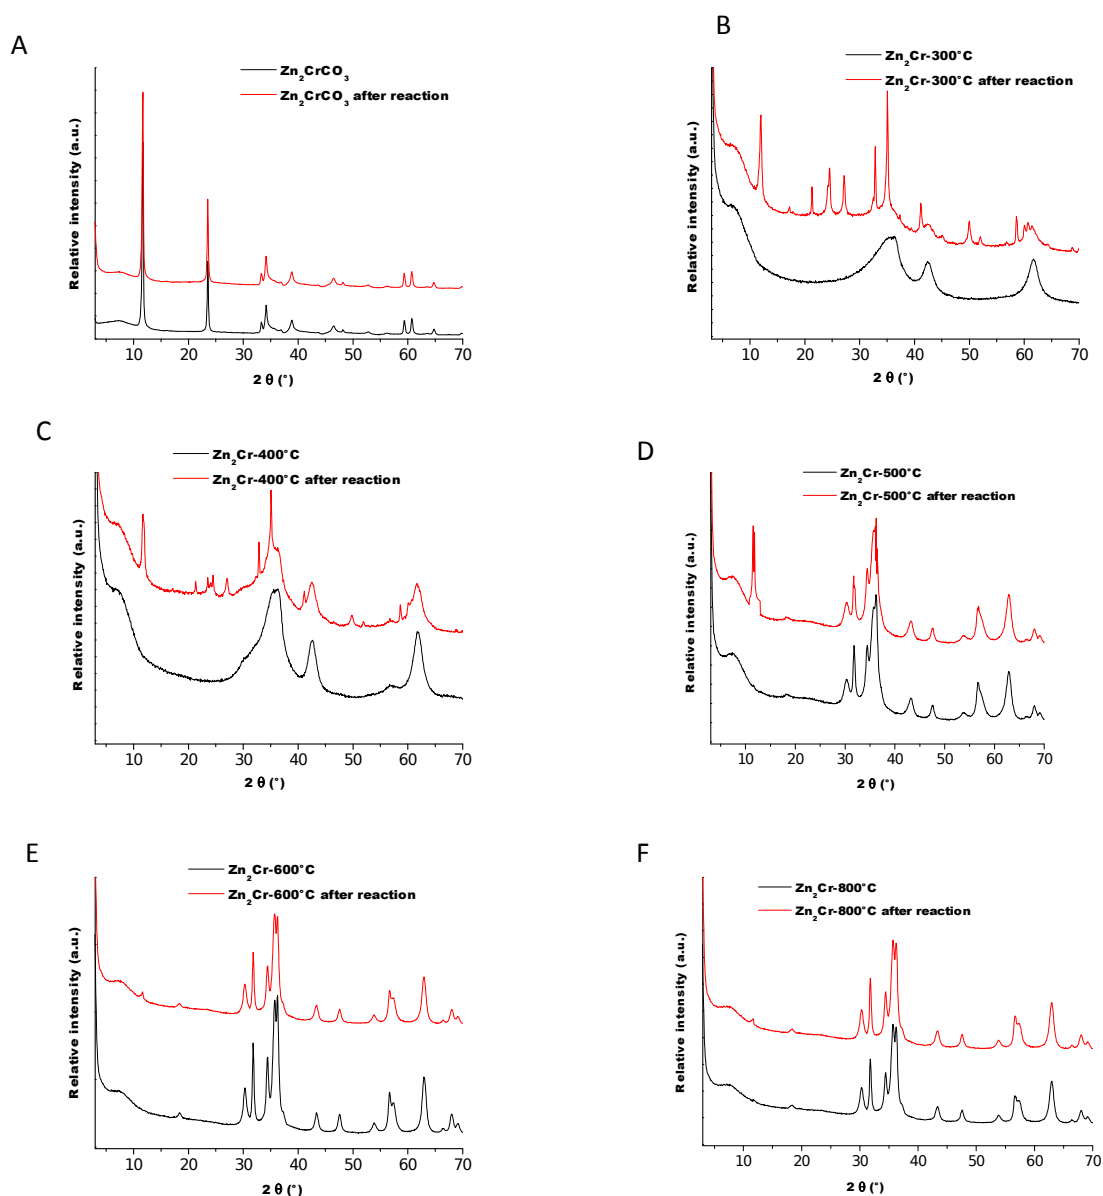 A
Zn₂CrCO₃
Zn₂CrCO₃ after reaction
Relative intensity (a.u.)
10 20 30 40 50 60 70
2 θ (°)
B
Zn₂Cr-300°C
Zn₂Cr-300°C after reaction
Relative intensity (a.u.)
10 20 30 40 50 60 70
2 θ (°)
C
Zn₂Cr-400°C
Zn₂Cr-400°C after reaction
Relative intensity (a.u.)
10 20 30 40 50 60 70
2 θ (°)
D
Zn₂Cr-500°C
Zn₂Cr-500°C after reaction
Relative intensity (a.u.)
10 20 30 40 50 60 70
2 θ (°)
E
Zn₂Cr-600°C
Zn₂Cr-600°C after reaction
Relative intensity (a.u.)
10 20 30 40 50 60 70
2 θ (°)
F
Zn₂Cr-800°C
Zn₂Cr-800°C after reaction
Relative intensity (a.u.)
10 20 30 40 50 60 70
2 θ (°)